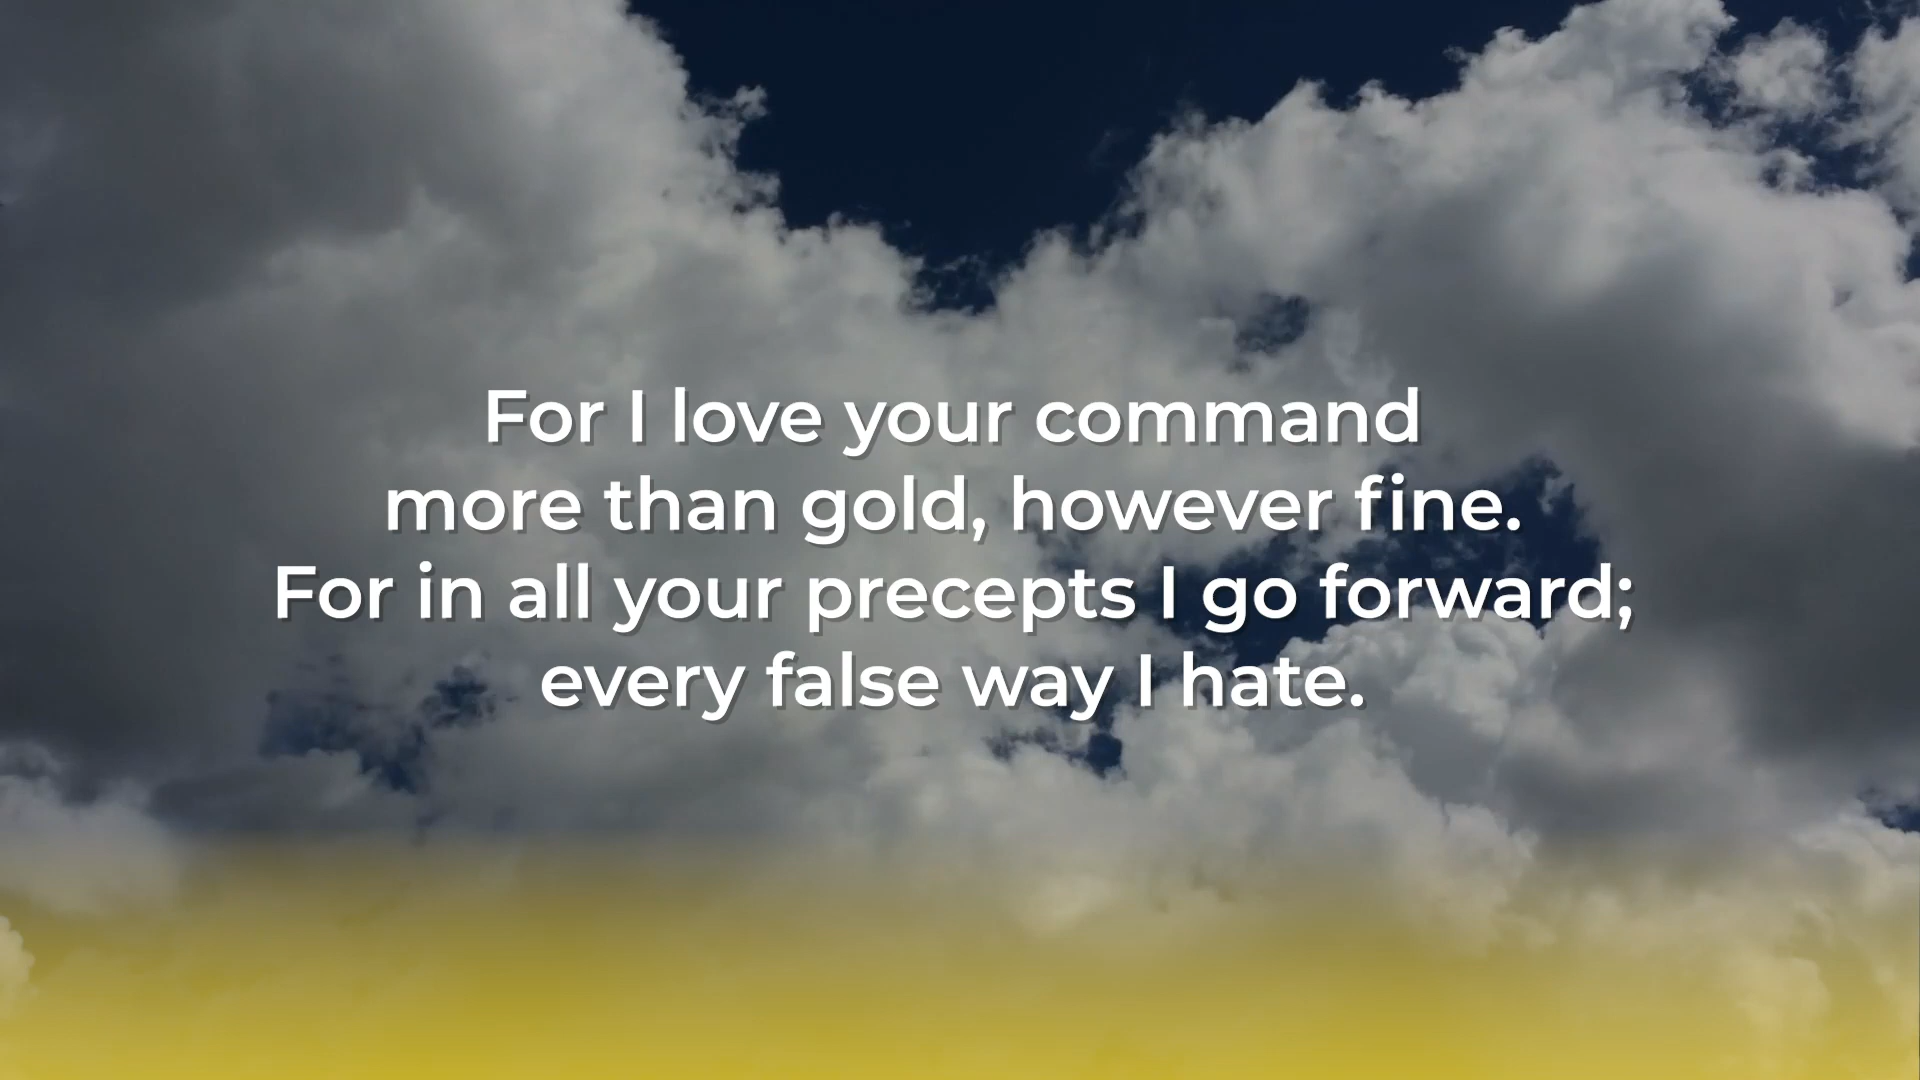 For I love your command
more than gold, however fine.
For in all your precepts I go forward;
every false way I hate.